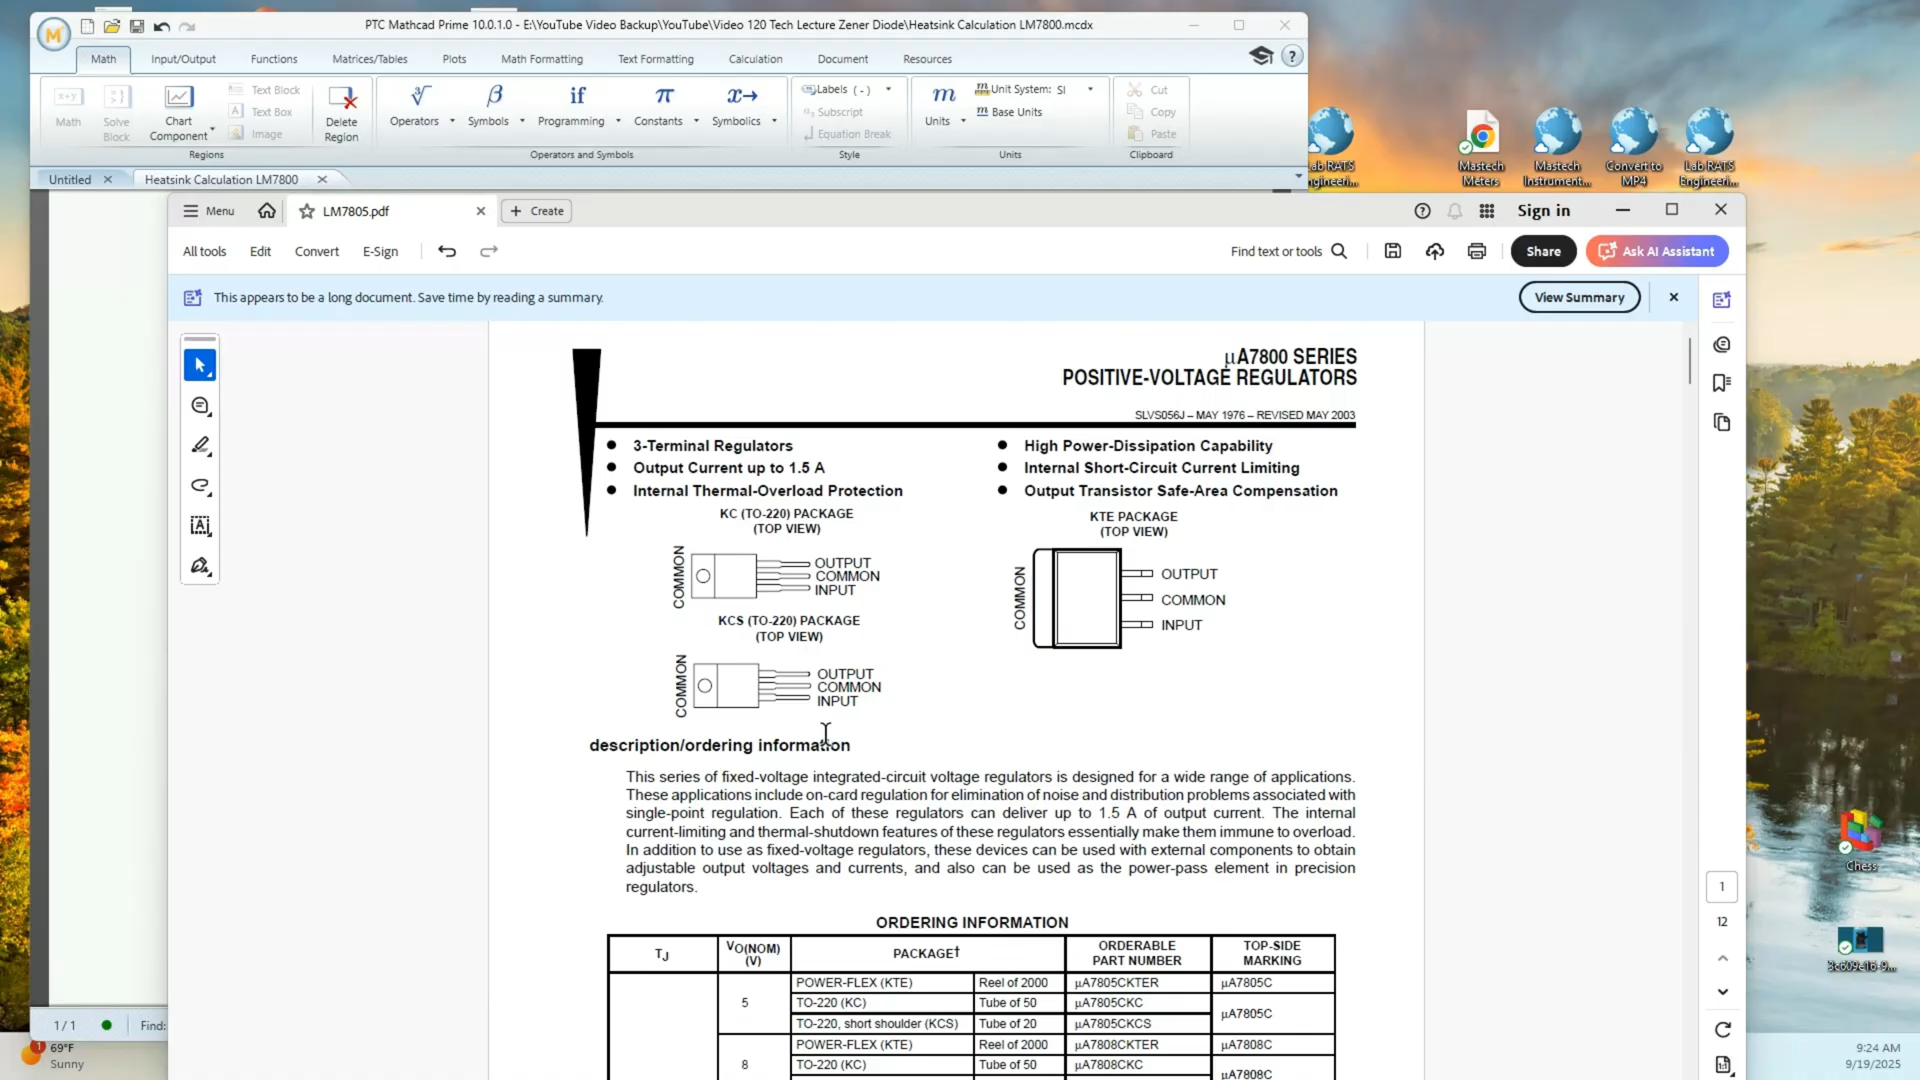 PTC Mathcad Prime 10.0.1.0 - E:\YouTube Video Backup\YouTube\Video 120 Tech Lecture Zener Diode\Heatsink Calculation LM7800.mcdx
Math Input/Output Functions Matrices/Tables Plots Math Formatting Text Formatting Calculation Document Resources
Math
Solve Block
Chart Component
Text Block
Text Box
Image
Delete Region
Operators
Symbols
Programming
Constants
Symbolics
Labels ( - )
Subscript
Equation Break
Units
Unit System: SI
Base Units
Cut
Copy
Paste
Regions Operators and Symbols Style Units Clipboard
Untitled Heatsink Calculation LM7800
Mastech Meters
Mastech Instrument...
Convert to MP4
Lab RATS Engineeri...
Menu LM7805.pdf Create Sign in
All tools Edit Convert E-Sign Find text or tools Share Ask AI Assistant
This appears to be a long document. Save time by reading a summary. View Summary
µA7800 SERIES
POSITIVE-VOLTAGE REGULATORS
SLVS056J – MAY 1976 – REVISED MAY 2003
3-Terminal Regulators
Output Current up to 1.5 A
Internal Thermal-Overload Protection
High Power-Dissipation Capability
Internal Short-Circuit Current Limiting
Output Transistor Safe-Area Compensation
KC (TO-220) PACKAGE
(TOP VIEW)
COMMON
OUTPUT
COMMON
INPUT
KCS (TO-220) PACKAGE
(TOP VIEW)
COMMON
OUTPUT
COMMON
INPUT
KTE PACKAGE
(TOP VIEW)
COMMON
OUTPUT
COMMON
INPUT
description/ordering information
This series of fixed-voltage integrated-circuit voltage regulators is designed for a wide range of applications.
These applications include on-card regulation for elimination of noise and distribution problems associated with
single-point regulation. Each of these regulators can deliver up to 1.5 A of output current. The internal
current-limiting and thermal-shutdown features of these regulators essentially make them immune to overload.
In addition to use as fixed-voltage regulators, these devices can be used with external components to obtain
adjustable output voltages and currents, and also can be used as the power-pass element in precision
regulators.
ORDERING INFORMATION
TJ VO(NOM) (V) PACKAGE† ORDERABLE PART NUMBER TOP-SIDE MARKING
5
POWER-FLEX (KTE) Reel of 2000 µA7805CKTER µA7805C
TO-220 (KC) Tube of 50 µA7805CKC µA7805C
TO-220, short shoulder (KCS) Tube of 20 µA7805CKCS
8
POWER-FLEX (KTE) Reel of 2000 µA7808CKTER µA7808C
TO-220 (KC) Tube of 50 µA7808CKC µA7808C
1
12
Chess
1 / 1 Find:
1
69°F
Sunny
9:24 AM
9/19/2025